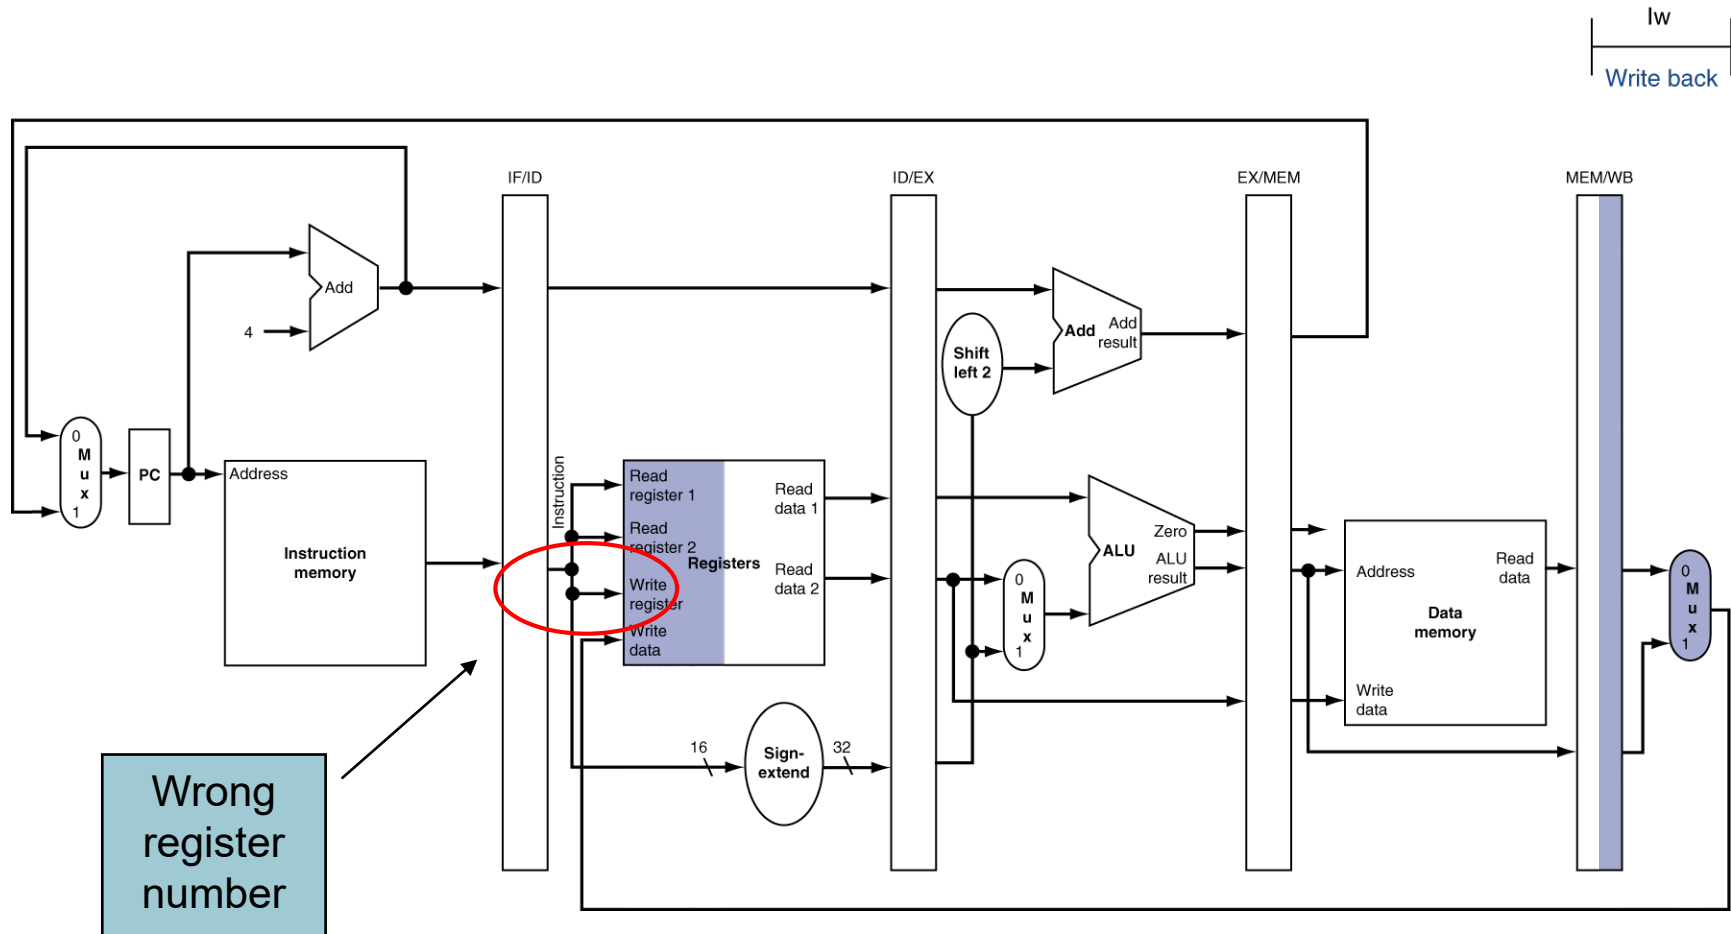 lw
Write back
IF/ID
ID/EX
EX/MEM
MEM/WB
Add
4
Shift
left 2
Add
Add
result
0
M
u
x
1
PC
Address
Instruction
memory
Instruction
Read
register 1
Read
register 2
Registers
Write
register
Write
data
Read
data 1
Read
data 2
0
M
u
x
1
Zero
ALU
ALU
result
Address
Read
data
Data
memory
Write
data
0
M
u
x
1
16
Sign-
extend
32
Wrong
register
number